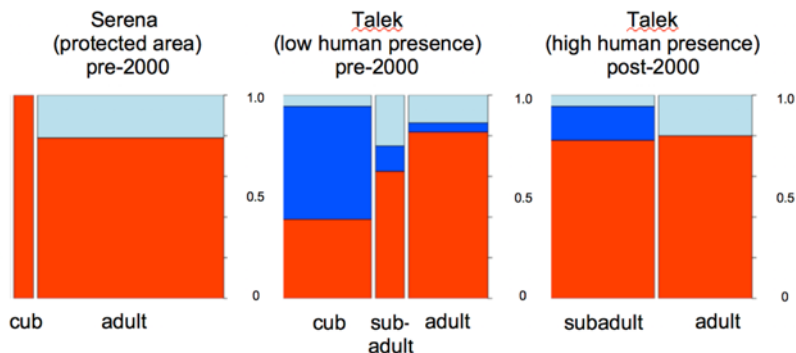 Serena
(protected area)
pre-2000
Talek
(low human presence)
pre-2000
Talek
(high human presence)
post-2000
1.0
0.5
0
1.0
0.5
0
1.0
0.5
0
cub
adult
cub
sub-
adult
adult
subadult
adult